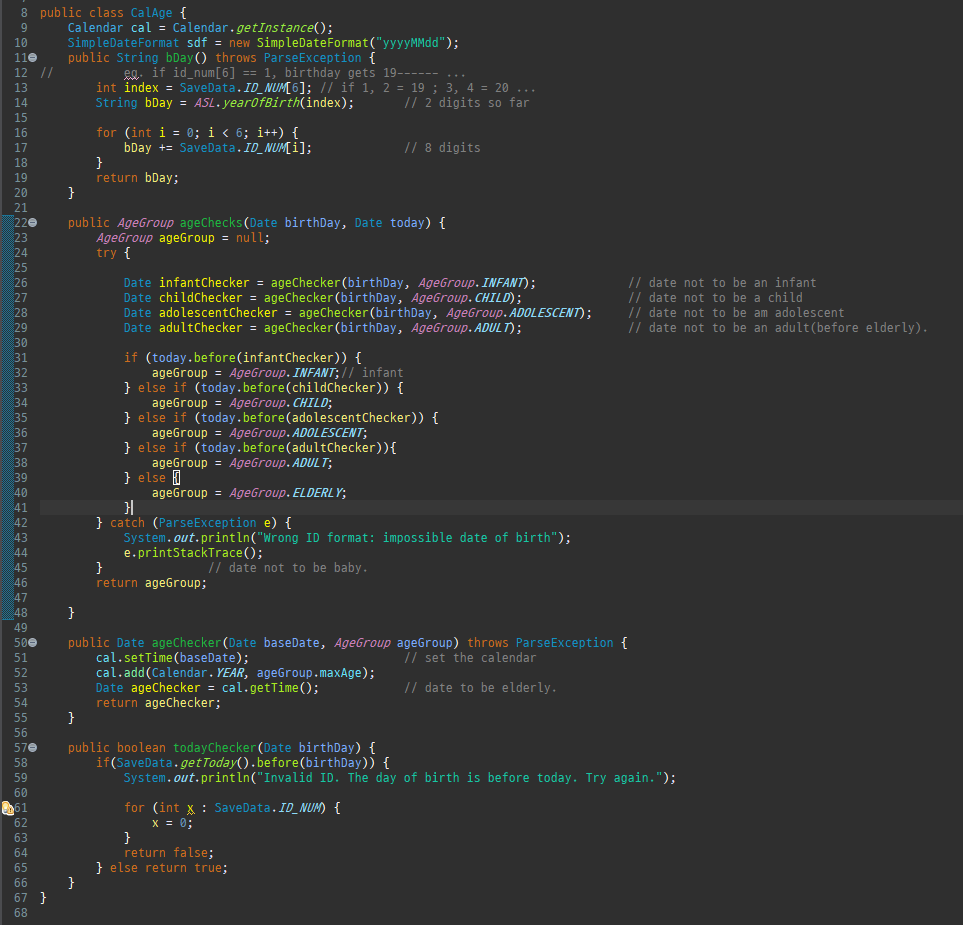 8 public class CalAge {
9 Calendar cal = Calendar.getInstance();
10 SimpleDateFormat sdf = new SimpleDateFormat("yyyyMMdd");
11 public String bDay() throws ParseException {
12 // eg. if id_num[6] == 1, birthday gets 19------ ...
13 int index = SaveData.ID_NUM[6]; // if 1, 2 = 19 ; 3, 4 = 20 ...
14 String bDay = ASL.yearOfBirth(index); // 2 digits so far
15
16 for (int i = 0; i < 6; i++) {
17 bDay += SaveData.ID_NUM[i]; // 8 digits
18 }
19 return bDay;
20 }
21
22 public AgeGroup ageChecks(Date birthDay, Date today) {
23 AgeGroup ageGroup = null;
24 try {
25
26 Date infantChecker = ageChecker(birthDay, AgeGroup.INFANT); // date not to be an infant
27 Date childChecker = ageChecker(birthDay, AgeGroup.CHILD); // date not to be a child
28 Date adolescentChecker = ageChecker(birthDay, AgeGroup.ADOLESCENT); // date not to be am adolescent
29 Date adultChecker = ageChecker(birthDay, AgeGroup.ADULT); // date not to be an adult(before elderly).
30
31 if (today.before(infantChecker)) {
32 ageGroup = AgeGroup.INFANT;// infant
33 } else if (today.before(childChecker)) {
34 ageGroup = AgeGroup.CHILD;
35 } else if (today.before(adolescentChecker)) {
36 ageGroup = AgeGroup.ADOLESCENT;
37 } else if (today.before(adultChecker)){
38 ageGroup = AgeGroup.ADULT;
39 } else {
40 ageGroup = AgeGroup.ELDERLY;
41 }
42 } catch (ParseException e) {
43 System.out.println("Wrong ID format: impossible date of birth");
44 e.printStackTrace();
45 } // date not to be baby.
46 return ageGroup;
47
48 }
49
50 public Date ageChecker(Date baseDate, AgeGroup ageGroup) throws ParseException {
51 cal.setTime(baseDate); // set the calendar
52 cal.add(Calendar.YEAR, ageGroup.maxAge);
53 Date ageChecker = cal.getTime(); // date to be elderly.
54 return ageChecker;
55 }
56
57 public boolean todayChecker(Date birthDay) {
58 if(SaveData.getToday().before(birthDay)) {
59 System.out.println("Invalid ID. The day of birth is before today. Try again.");
60
61 for (int x : SaveData.ID_NUM) {
62 x = 0;
63 }
64 return false;
65 } else return true;
66 }
67 }
68